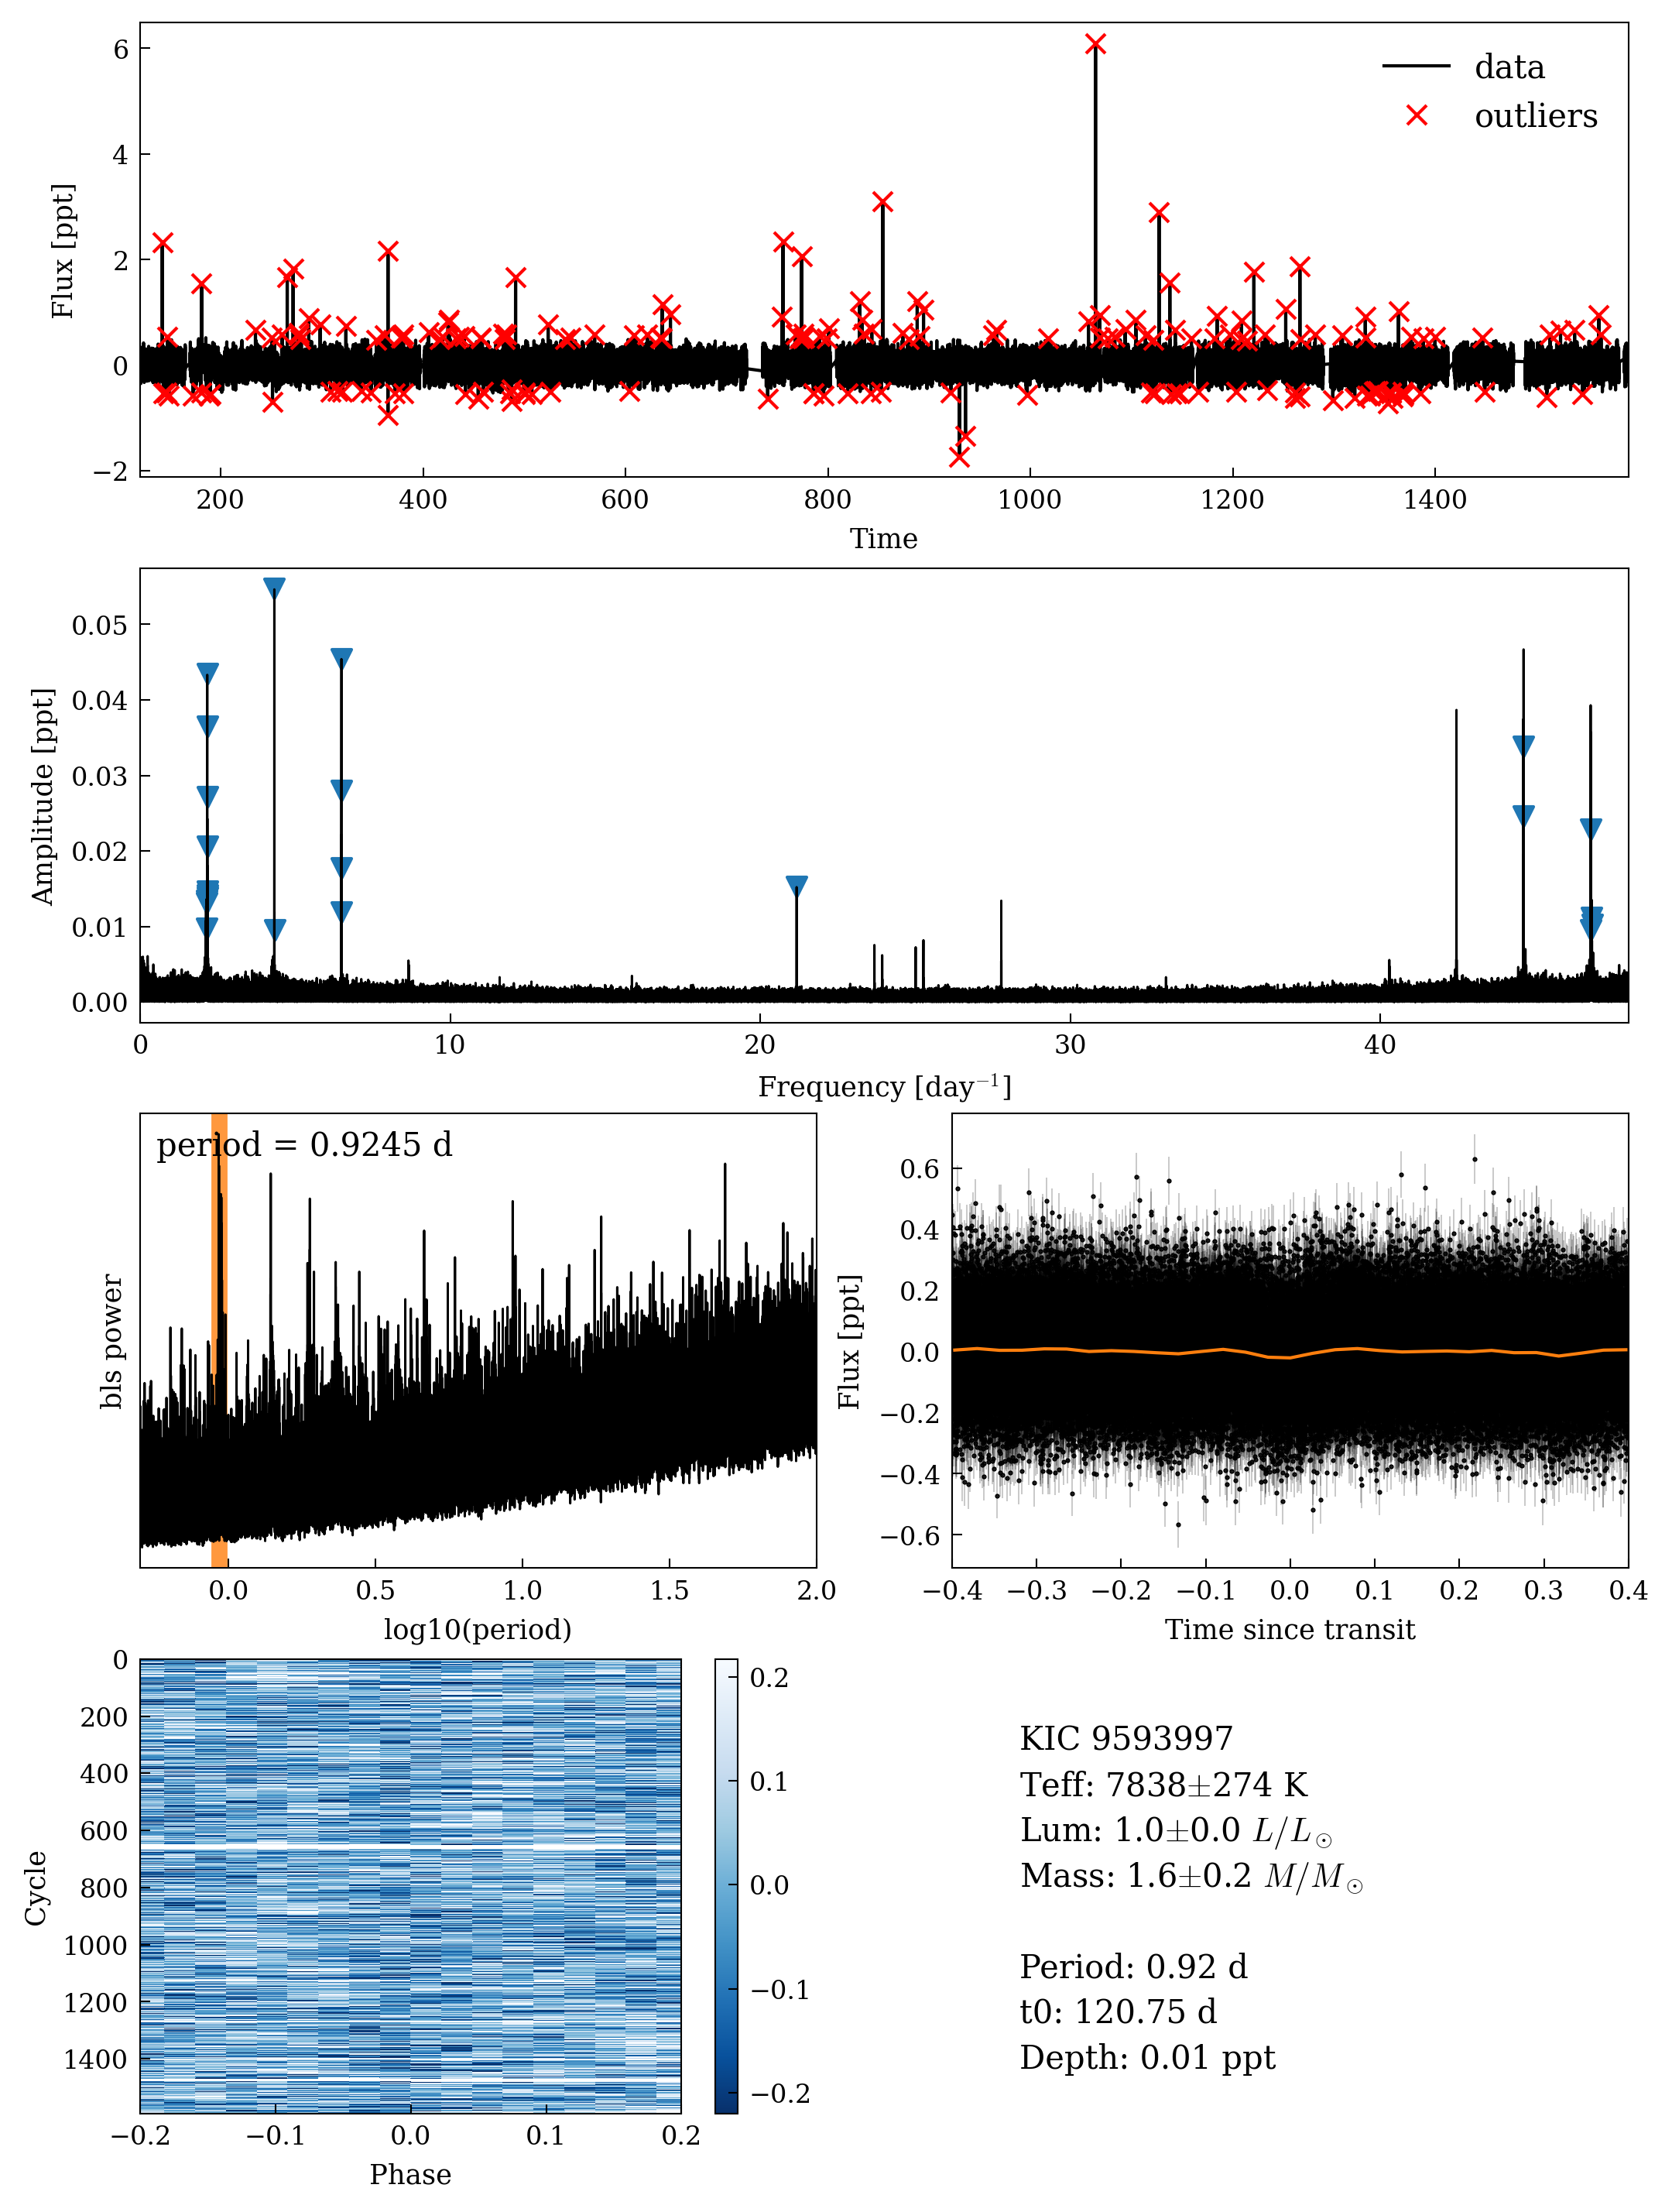 6
4
2
0
−2
Flux [ppt]
data
outliers
200 400 600 800 1000 1200 1400
Time
0.05
0.04
0.03
0.02
0.01
0.00
Amplitude [ppt]
0 10 20 30 40
Frequency [day⁻¹]
period = 0.9245 d
bls power
0.0 0.5 1.0 1.5 2.0
log10(period)
0.6
0.4
0.2
0.0
−0.2
−0.4
−0.6
Flux [ppt]
−0.4 −0.3 −0.2 −0.1 0.0 0.1 0.2 0.3 0.4
Time since transit
0
200
400
600
800
1000
1200
1400
Cycle
−0.2 −0.1 0.0 0.1 0.2
Phase
0.2
0.1
0.0
−0.1
−0.2
KIC 9593997
Teff: 7838±274 K
Lum: 1.0±0.0 L/L⊙
Mass: 1.6±0.2 M/M⊙
Period: 0.92 d
t0: 120.75 d
Depth: 0.01 ppt